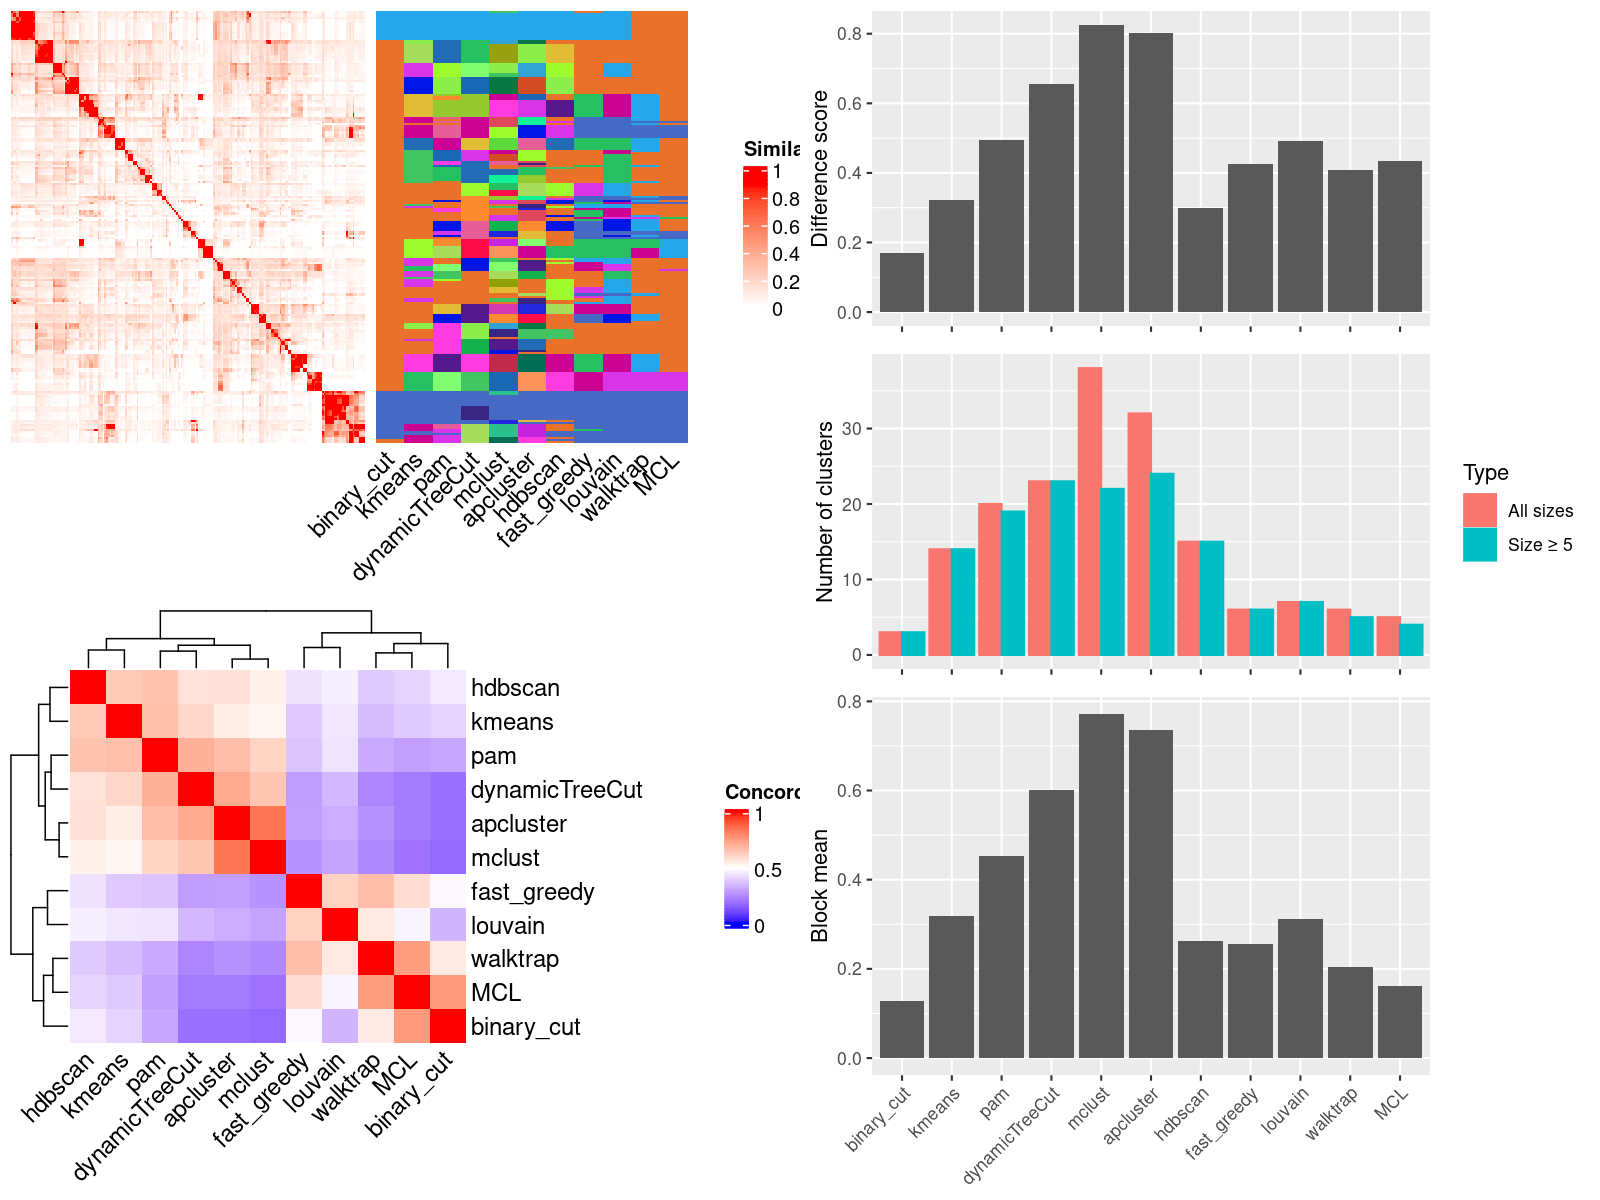 Simila
1
0.8
0.6
0.4
0.2
0
binary_cut
kmeans
pam
dynamicTreeCut
mclust
apcluster
hdbscan
fast_greedy
louvain
walktrap
MCL
hdbscan
kmeans
pam
dynamicTreeCut
apcluster
mclust
fast_greedy
louvain
walktrap
MCL
binary_cut
hdbscan
kmeans
pam
dynamicTreeCut
apcluster
mclust
fast_greedy
louvain
walktrap
MCL
binary_cut
Concord
1
0.5
0
Difference score
0.8
0.6
0.4
0.2
0.0
Number of clusters
30
20
10
0
Type
All sizes
Size ≥ 5
Block mean
0.8
0.6
0.4
0.2
0.0
binary_cut
kmeans
pam
dynamicTreeCut
mclust
apcluster
hdbscan
fast_greedy
louvain
walktrap
MCL